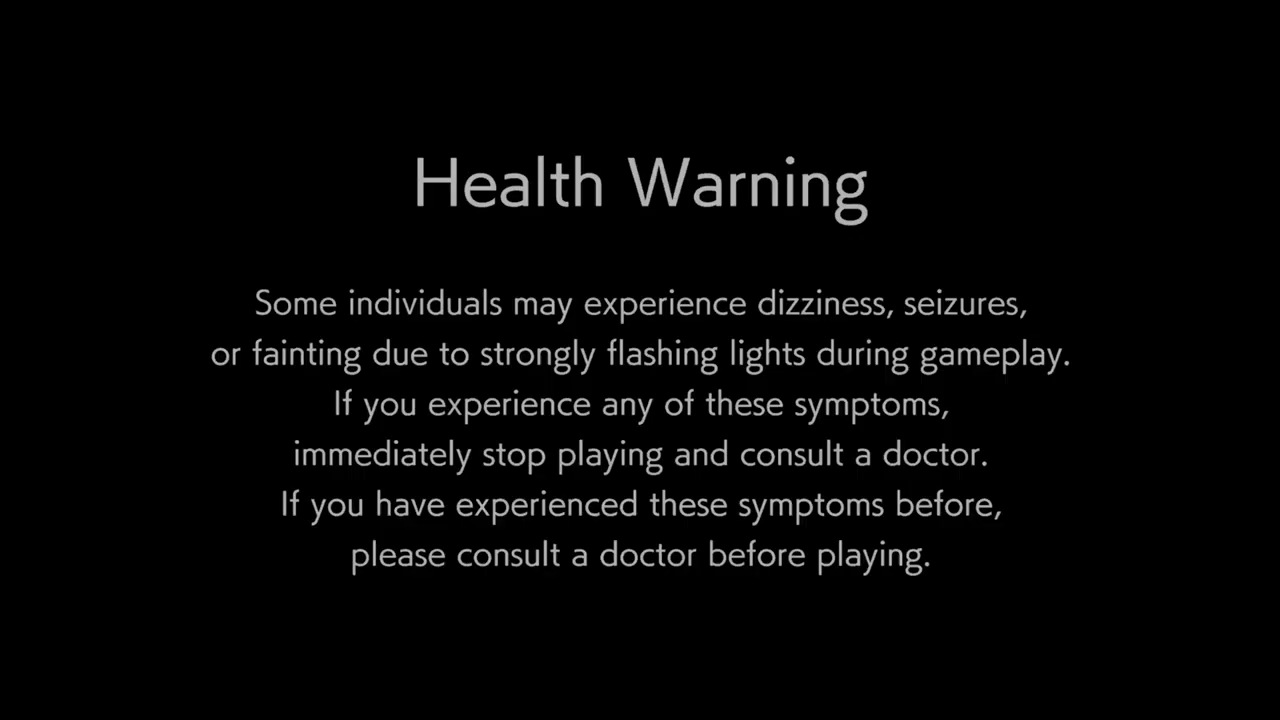 Health Warning
Some individuals may experience dizziness, seizures,
or fainting due to strongly flashing lights during gameplay.
If you experience any of these symptoms,
immediately stop playing and consult a doctor.
If you have experienced these symptoms before,
please consult a doctor before playing.